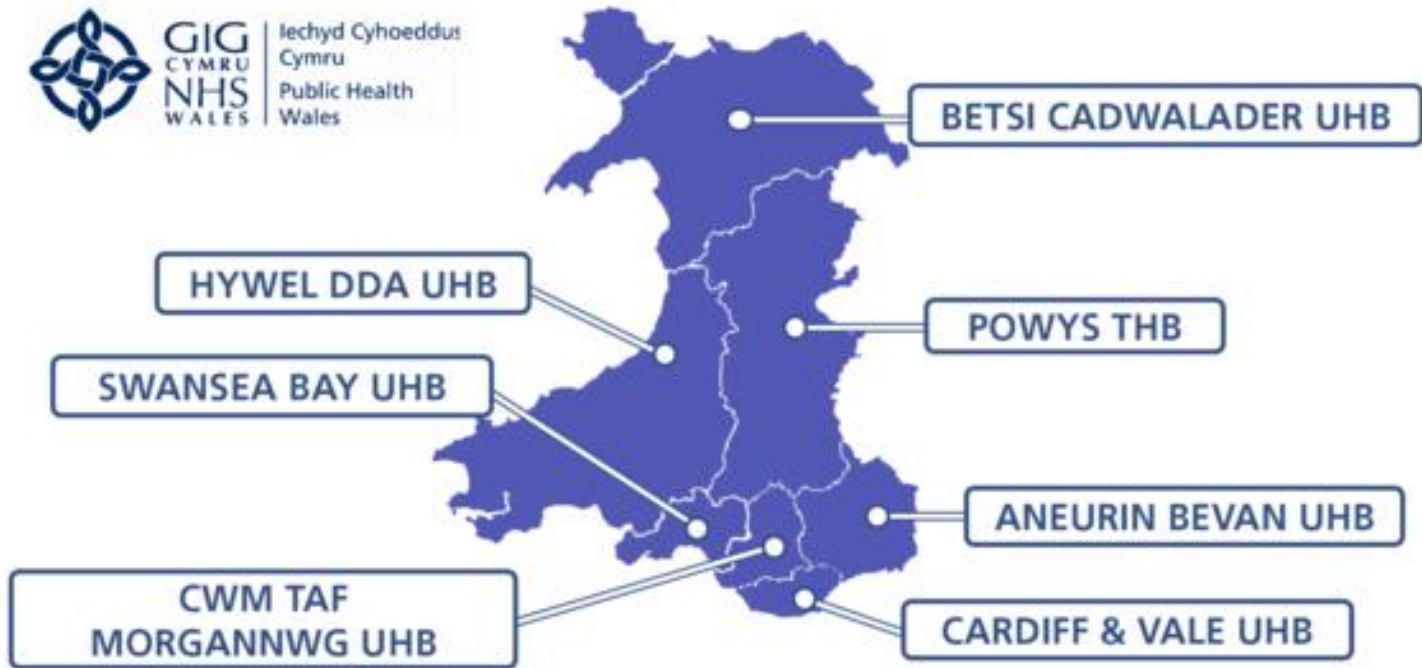 GIG
CYMRU
NHS
WALES
Iechyd Cyhoeddus
Cymru
Public Health
Wales
BETSI CADWALADER UHB
HYWEL DDA UHB
POWYS THB
SWANSEA BAY UHB
ANEURIN BEVAN UHB
CWM TAF
MORGANNWG UHB
CARDIFF & VALE UHB